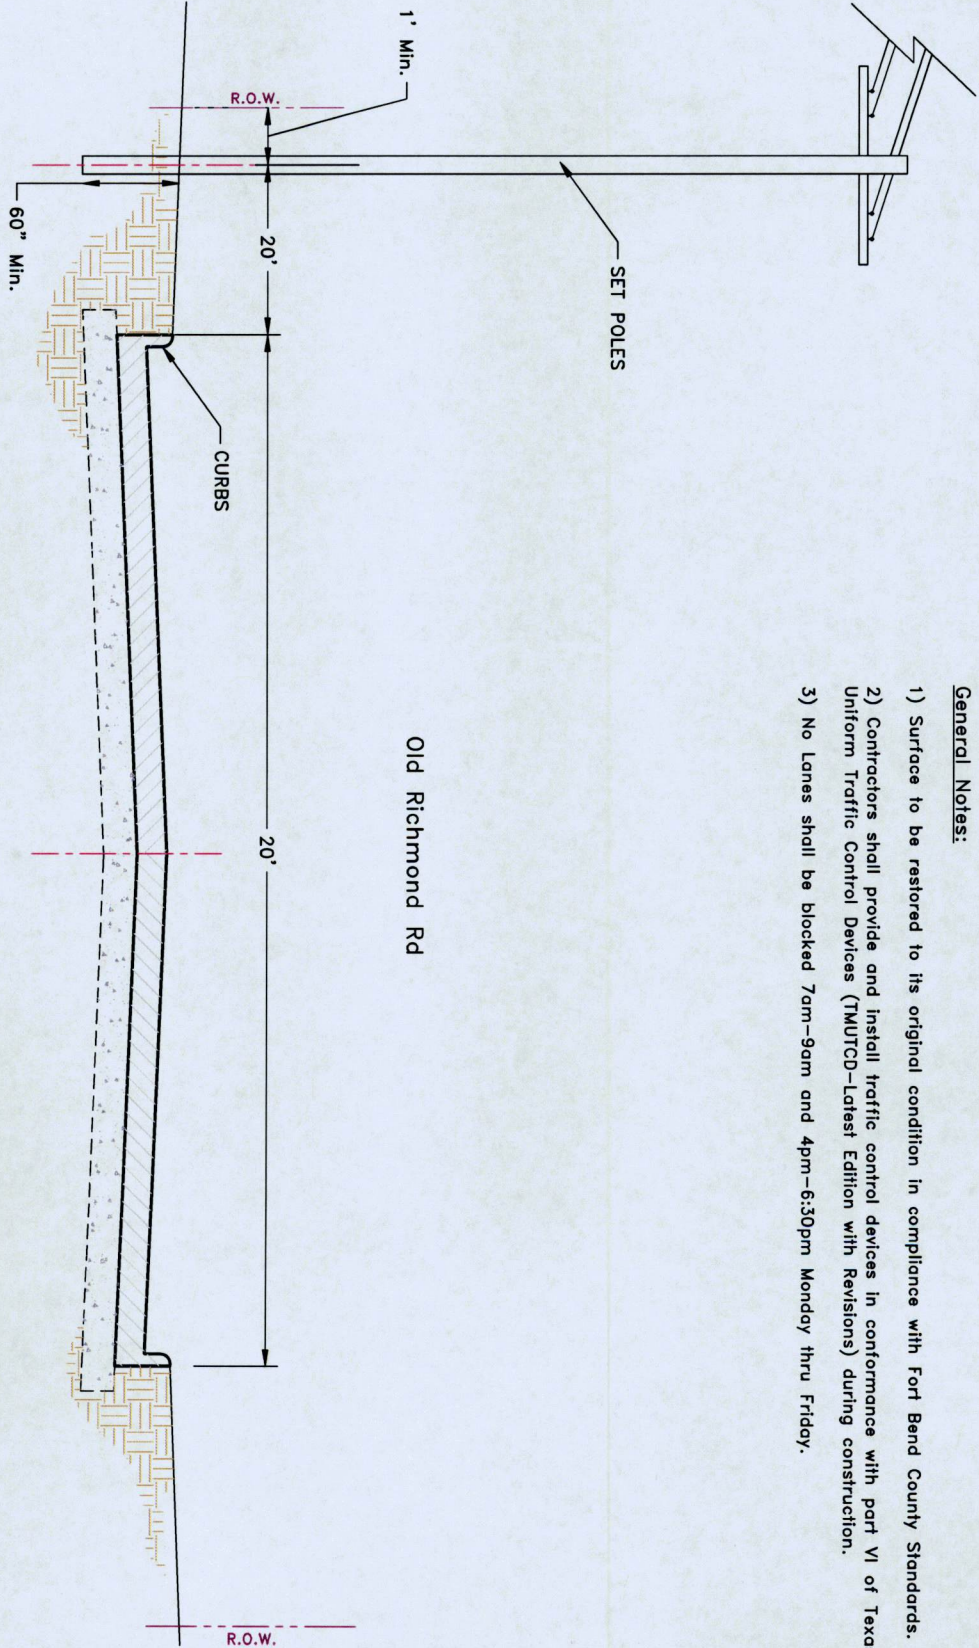 General Notes:
1) Surface to be restored to its original condition in compliance with Fort Bend County Standards.
2) Contractors shall provide and install traffic control devices in conformance with part VI of Texa
Uniform Traffic Control Devices (TMUTCD-Latest Edition with Revisions) during construction.
3) No Lanes shall be blocked 7am-9am and 4pm-6:30pm Monday thru Friday.
SET POLES
1' Min.
Old Richmond Rd
R.O.W.
20'
20'
CURBS
60" Min.
R.O.W.